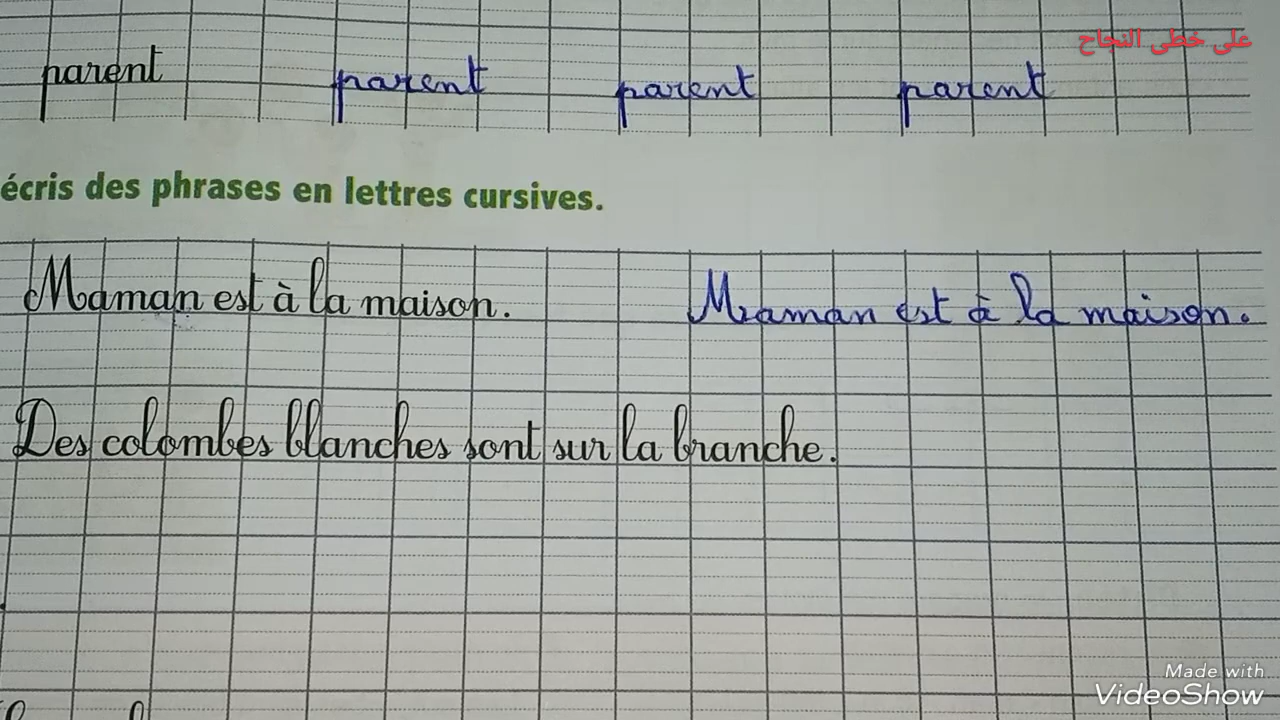 على خطى النجاح
parent parent parent parent
écris des phrases en lettres cursives.
Maman est à la maison. Maman est à la maison.
Des colombes blanches sont sur la branche.
Made with
VideoShow